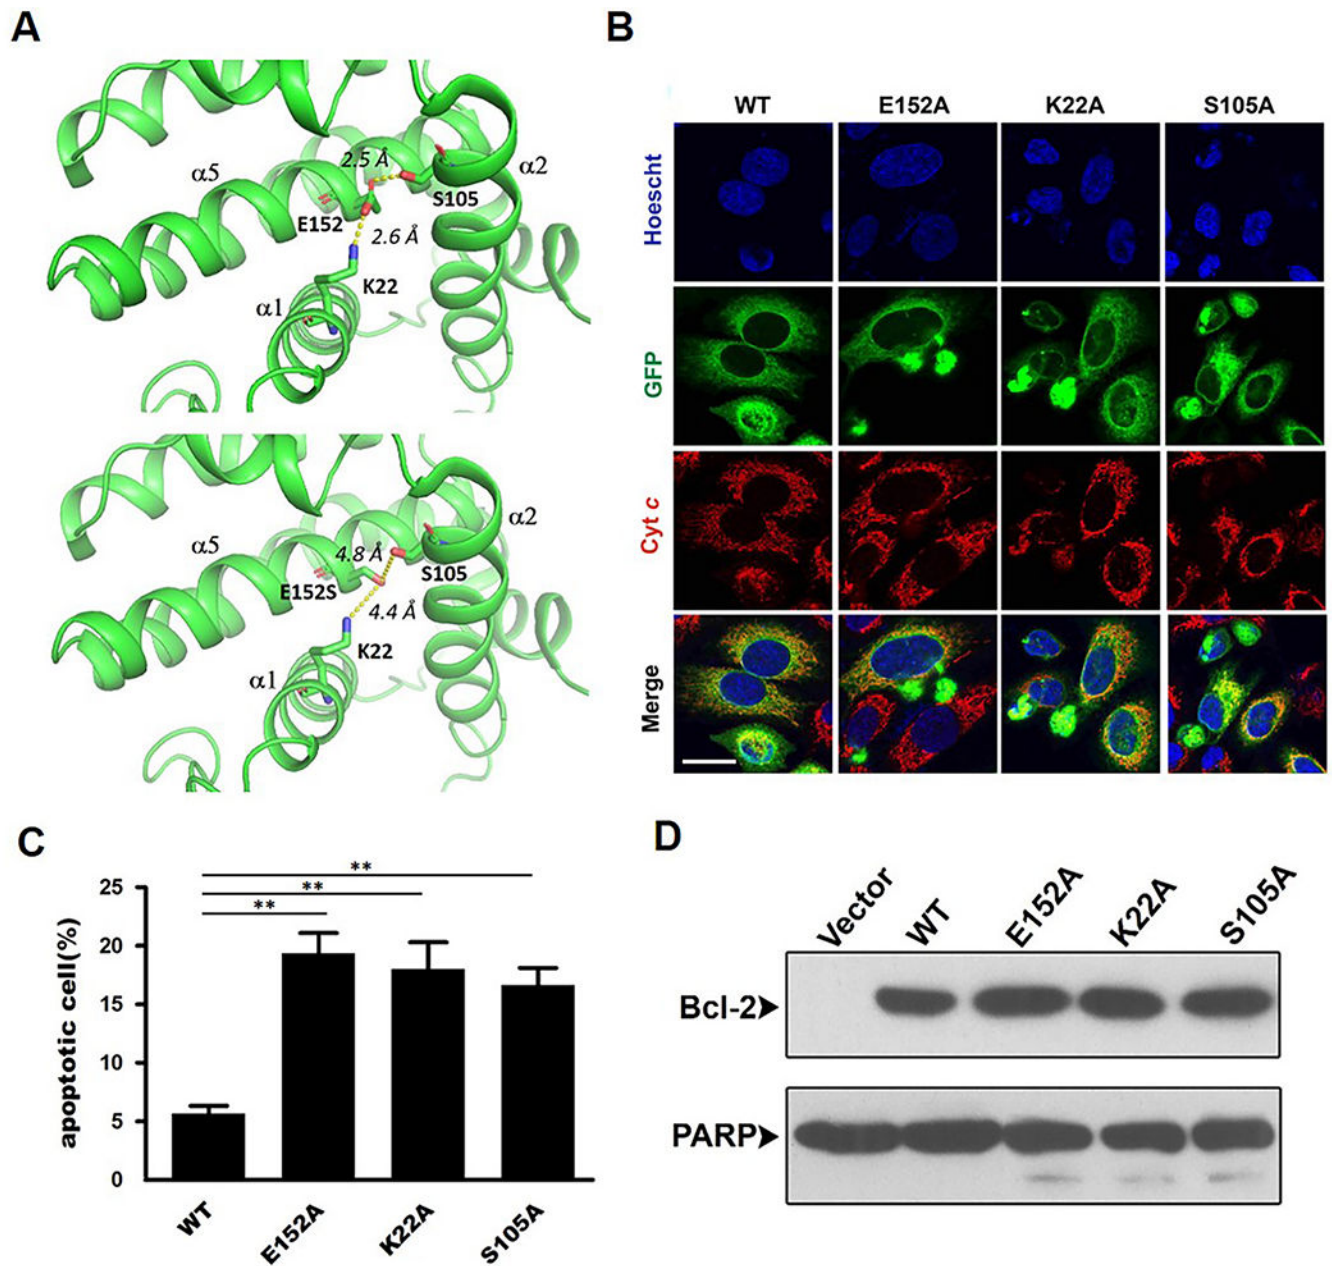 A
2.5 Å
α5
α2
S105
E152
2.6 Å
K22
α1
α2
α5
4.8 Å
S105
E152S
4.4 Å
K22
α1
B
WT E152A K22A S105A
Hoescht
GFP
Cyt c
Merge
C
**
**
**
25
20
15
10
5
0
apoptotic cell(%)
WT E152A K22A S105A
D
Vector WT E152A K22A S105A
Bcl-2
PARP